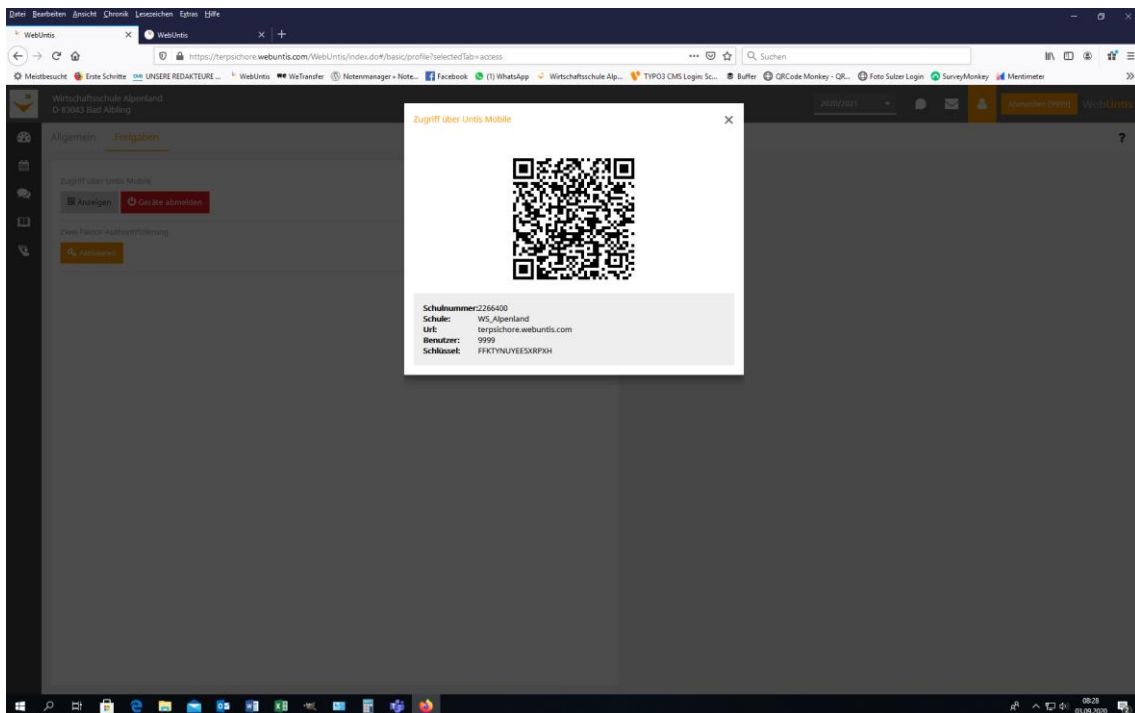 Datei Bearbeiten Ansicht Chronik Lesezeichen Extras Hilfe
WebUntis
WebUntis
https://terpsichore.webuntis.com/WebUntis/index.do#/basic/profile?selectedTab=access
Suchen
Meistbesucht Erste Schritte UNSERE REDAKTEURE ... WebUntis WeTransfer Notenmanager » Note... Facebook (1) WhatsApp Wirtschaftsschule Alp... TYPO3 CMS Login: Sc... Buffer QRCode Monkey - QR... Foto Sulzer Login SurveyMonkey Mentimeter
Wirtschaftsschule Alpenland
D-83043 Bad Aibling
2020/2021
Abmelden (9999)
WebUntis
Allgemein Freigaben
Zugriff über Untis Mobile
Anzeigen Geräte abmelden
Zwei-Faktor-Authentifizierung
Aktivieren
Zugriff über Untis Mobile
Schulnummer:2266400
Schule: WS_Alpenland
Url: terpsichore.webuntis.com
Benutzer: 9999
Schlüssel: FFKTYNUYEE5XRPXH
08:28
03.09.2020